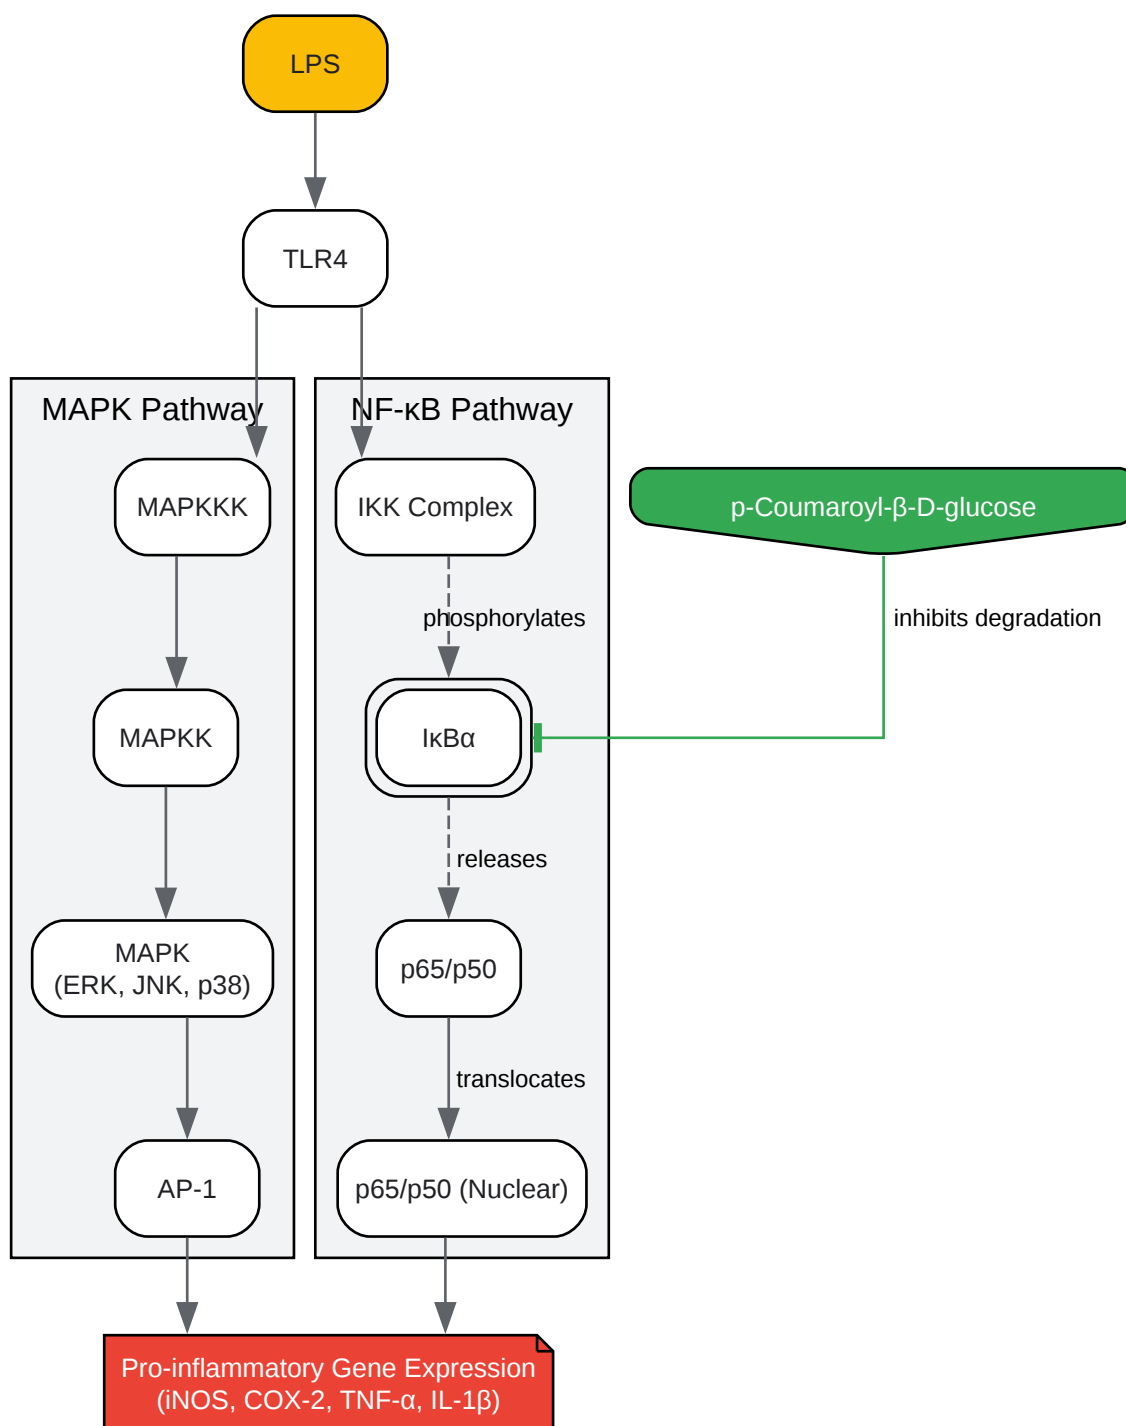 LPS
TLR4
MAPK Pathway
NF-κB Pathway
MAPKKK
IKK Complex
p-Coumaroyl-β-D-glucose
phosphorylates
inhibits degradation
MAPKK
IκBα
releases
MAPK
(ERK, JNK, p38)
p65/p50
translocates
AP-1
p65/p50 (Nuclear)
Pro-inflammatory Gene Expression
(iNOS, COX-2, TNF-α, IL-1β)